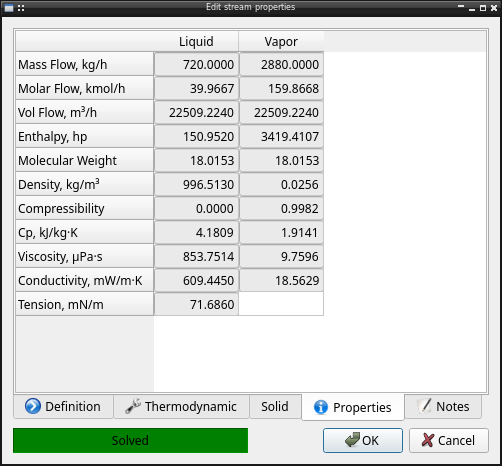 Edit stream properties
Liquid Vapor
Mass Flow, kg/h 720.0000 2880.0000
Molar Flow, kmol/h 39.9667 159.8668
Vol Flow, m³/h 22509.2240 22509.2240
Enthalpy, hp 150.9520 3419.4107
Molecular Weight 18.0153 18.0153
Density, kg/m³ 996.5130 0.0256
Compressibility 0.0000 0.9982
Cp, kJ/kg·K 4.1809 1.9141
Viscosity, µPa·s 853.7514 9.7596
Conductivity, mW/m·K 609.4450 18.5629
Tension, mN/m 71.6860
Definition Thermodynamic Solid Properties Notes
Solved OK Cancel